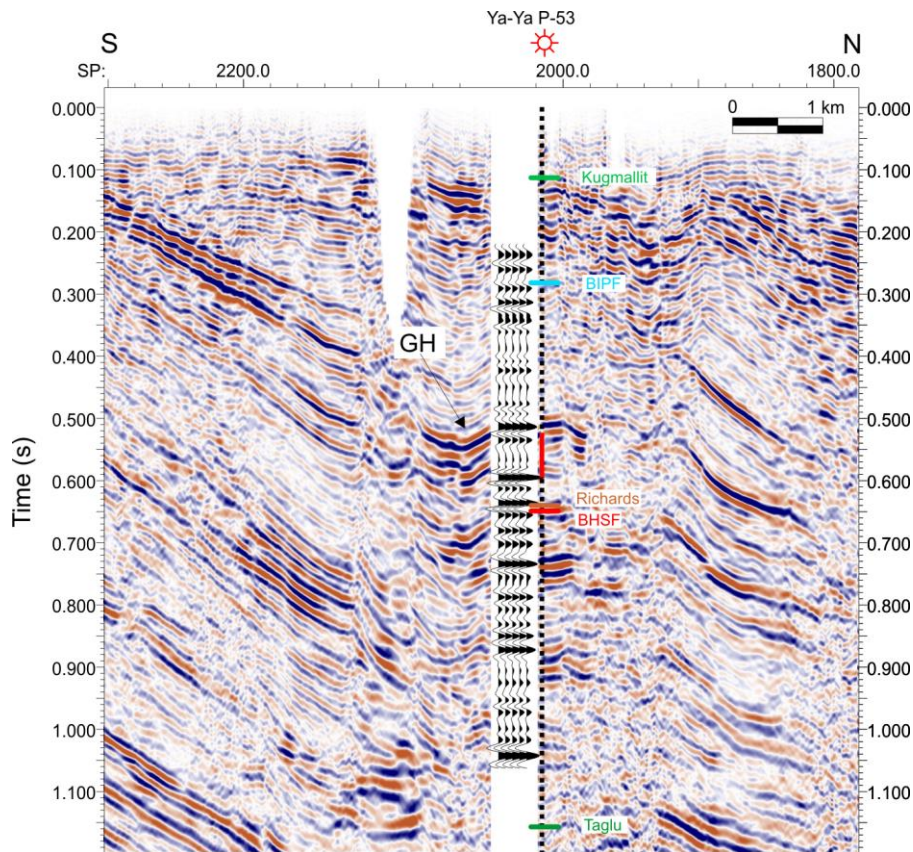 Ya-Ya P-53
S
N
SP:
2200.0
2000.0
1800.0
0
1 km
0.000
0.000
0.100
Kugmallit
0.100
0.200
0.200
0.300
BIPF
0.300
GH
0.400
0.400
0.500
0.500
Time (s)
0.600
0.600
Richards
BHSF
0.700
0.700
0.800
0.800
0.900
0.900
1.000
1.000
1.100
1.100
Taglu